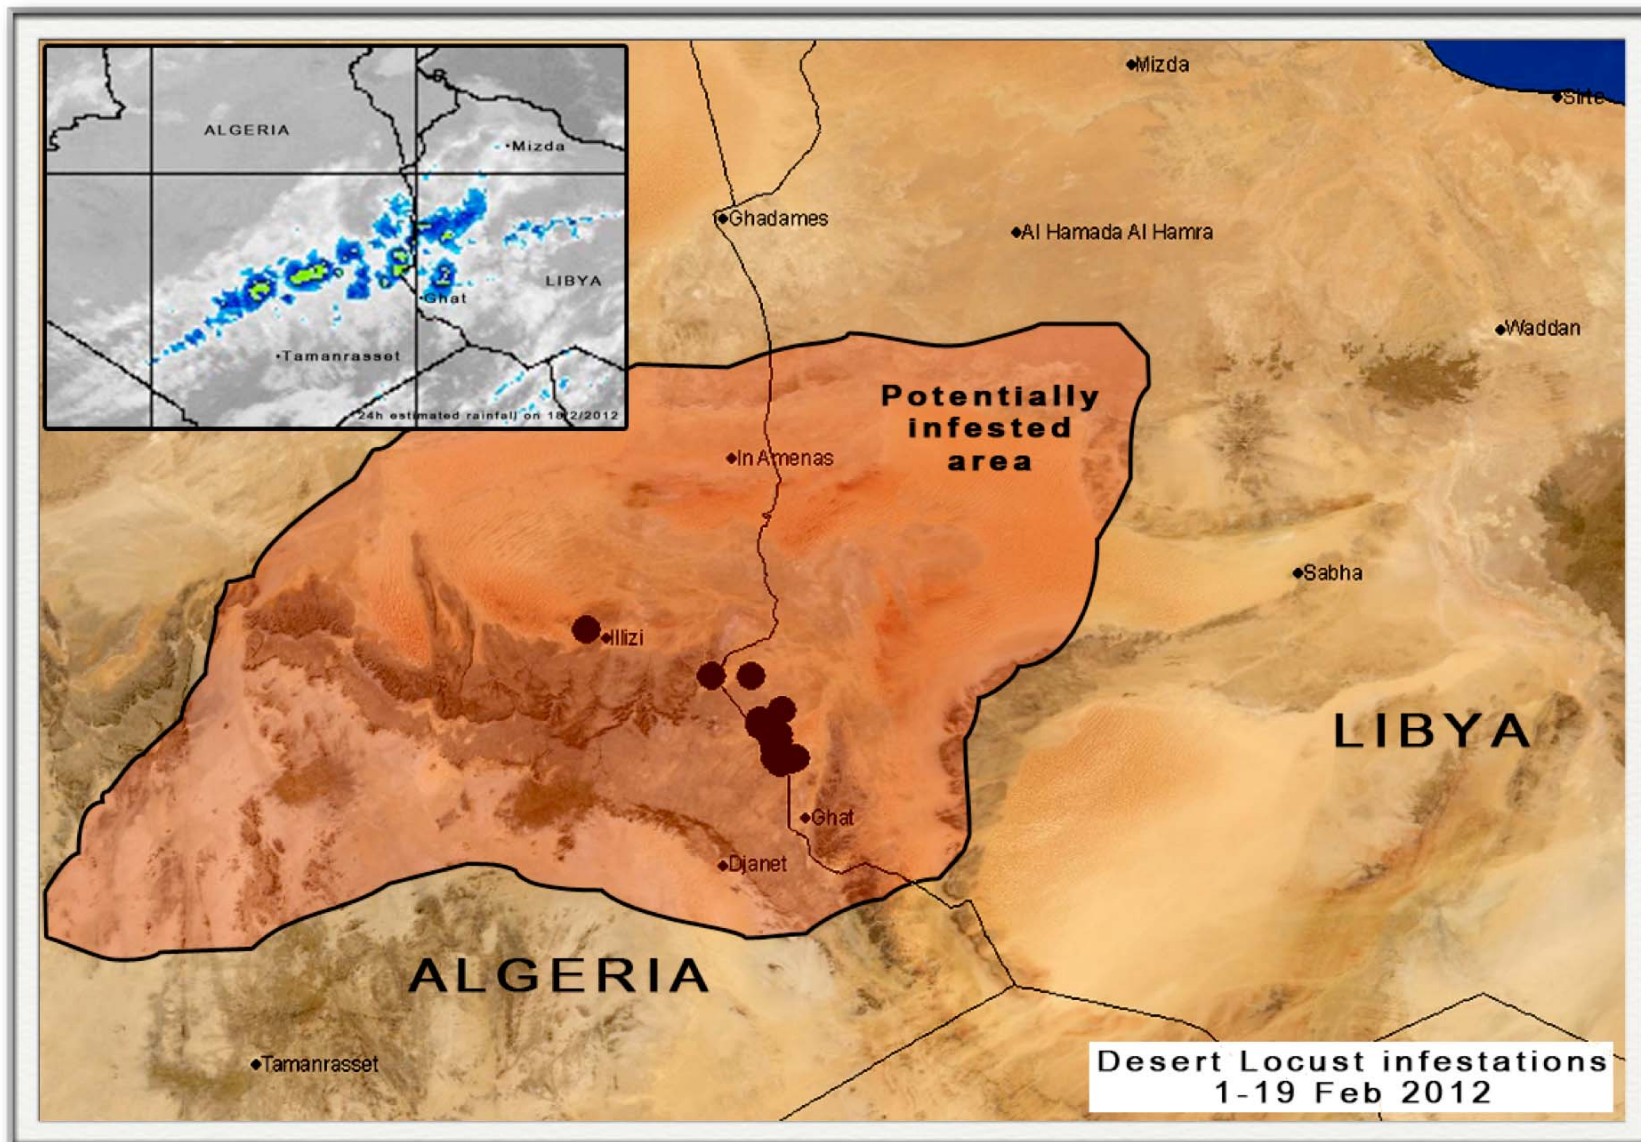 ALGERIA
Mizda
LIBYA
Ghat
Tamanrasset
24h estimated rainfall on 18/2/2012
Mizda
Sirte
Ghadames
Al Hamada Al Hamra
Waddan
Potentially
infested
area
In Amenas
Sabha
Illizi
LIBYA
Ghat
Djanet
ALGERIA
Tamanrasset
Desert Locust infestations
1-19 Feb 2012